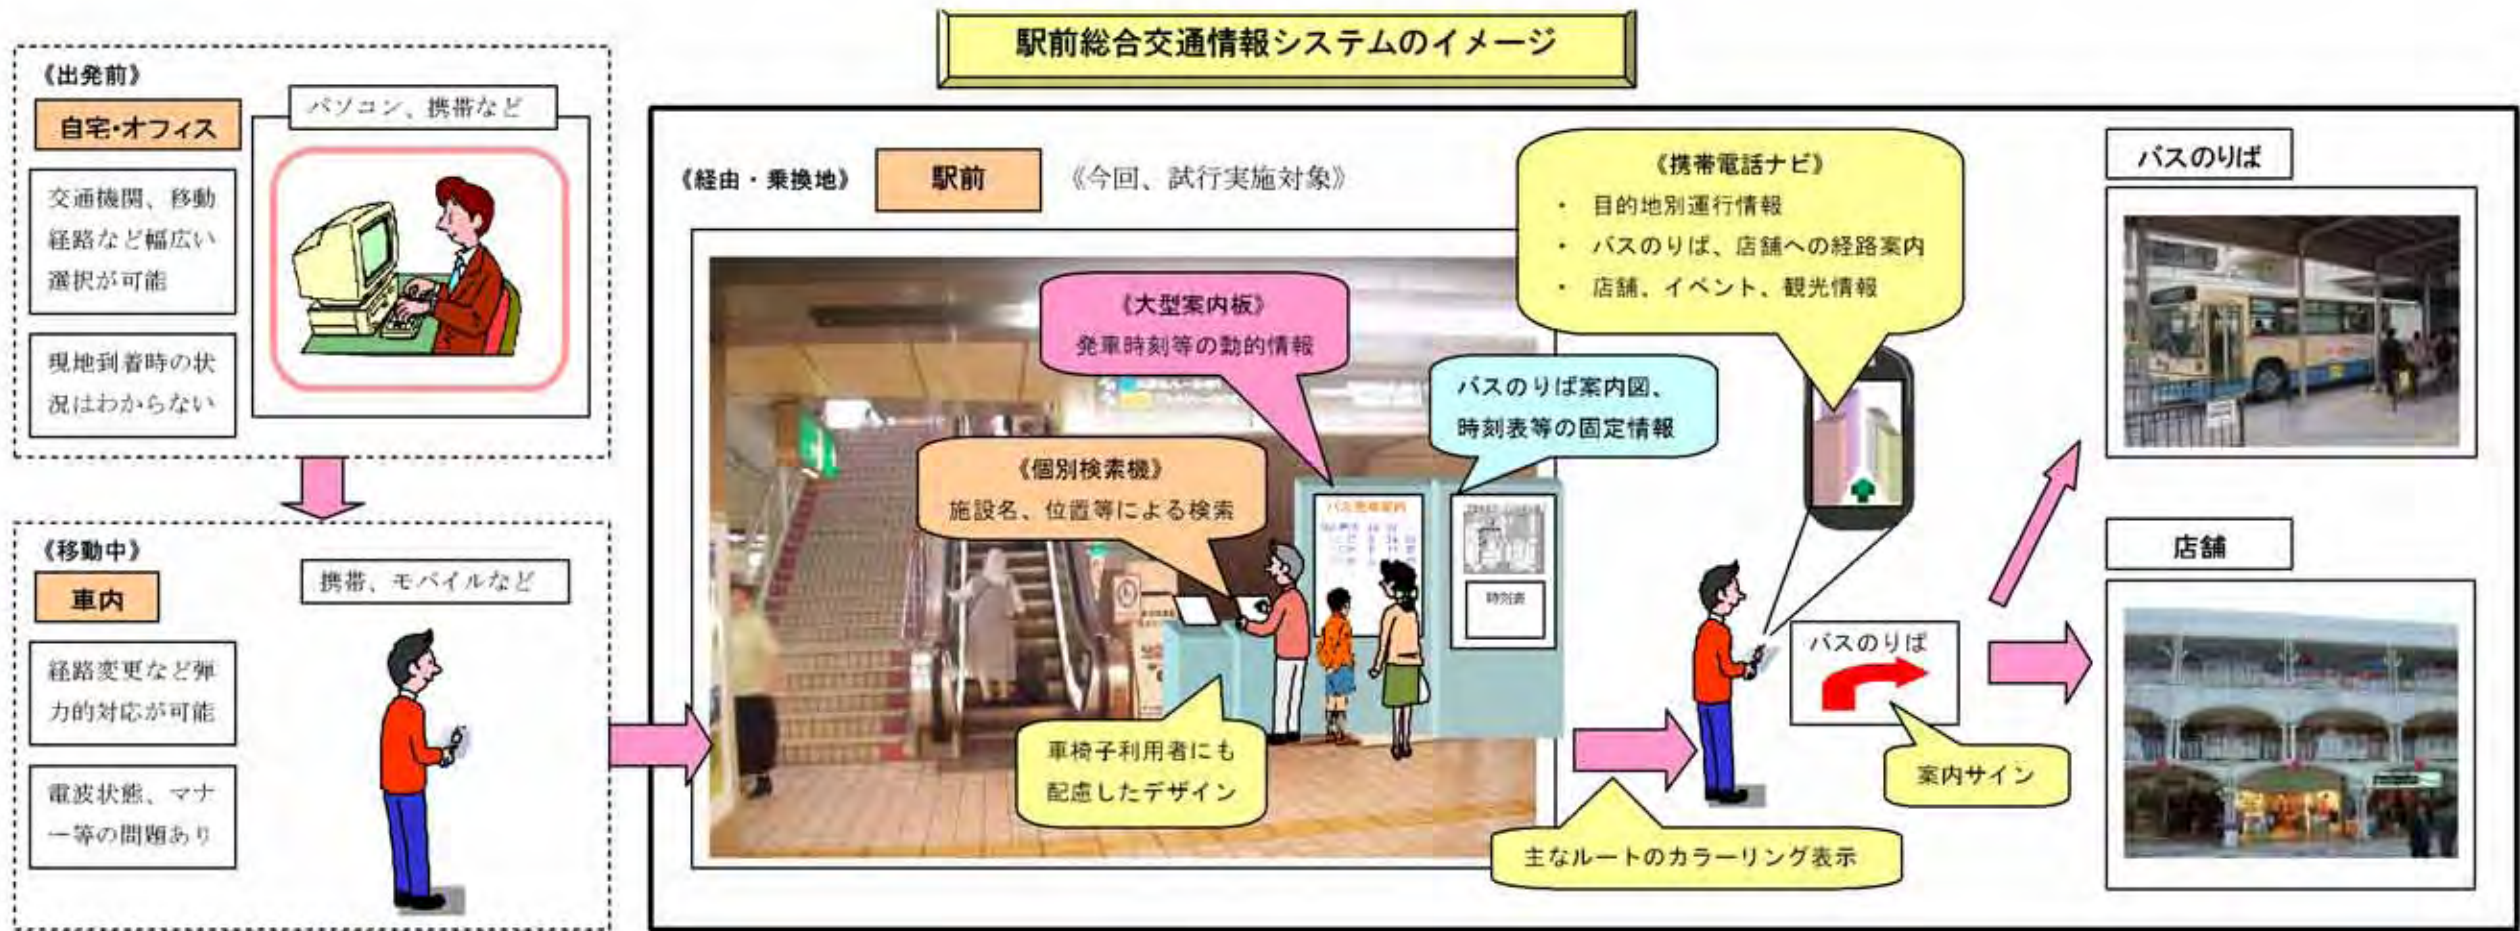 駅前総合交通情報システムのイメージ
《出発前》
自宅・オフィス
パソコン、携帯など
交通機関、移動
経路など幅広い
選択が可能
現地到着時の状
況はわからない
《移動中》
車内
携帯、モバイルなど
経路変更など弾
力的対応が可能
電波状態、マナ
ー等の問題あり
《経由・乗換地》
駅前
《今回、試行実施対象》
《大型案内板》
発車時刻等の動的情報
バスのりば案内図、
時刻表等の固定情報
《個別検索機》
施設名、位置等による検索
時刻表
車椅子利用者にも
配慮したデザイン
《携帯電話ナビ》
・ 目的地別運行情報
・ バスのりば、店舗への経路案内
・ 店舗、イベント、観光情報
バスのりば
案内サイン
主なルートのカラーリング表示
バスのりば
店舗